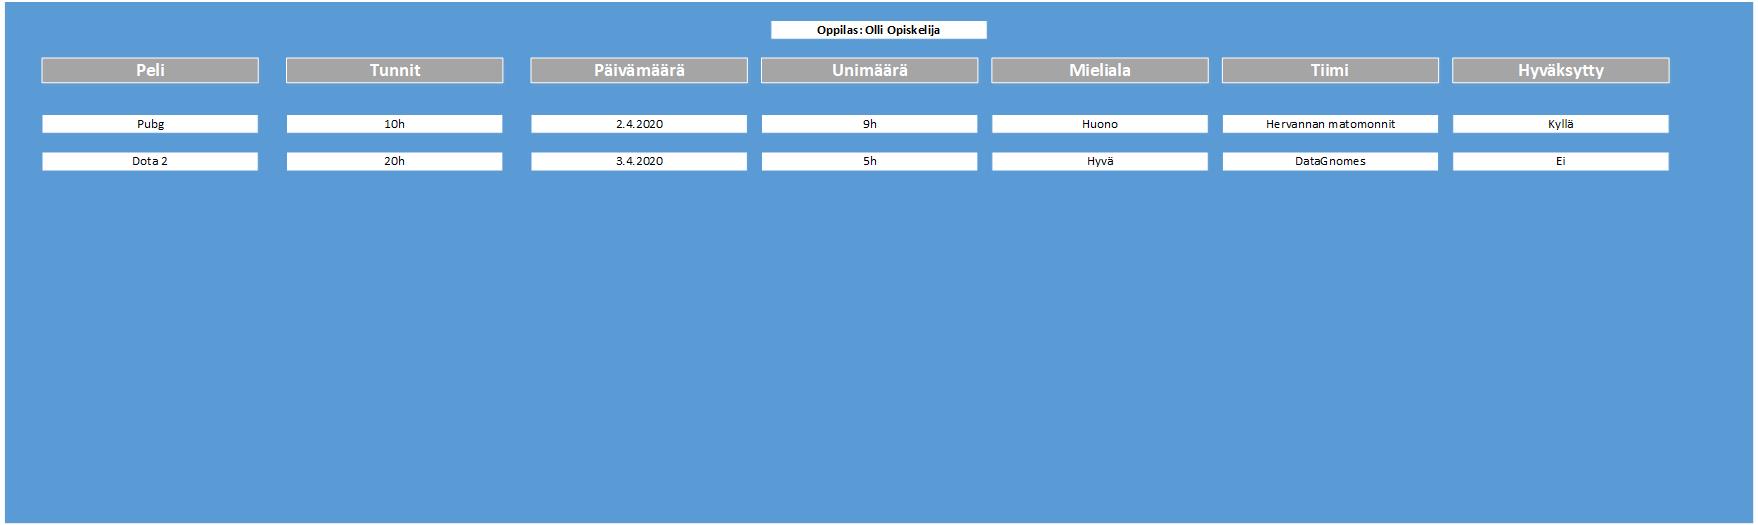 Oppilas: Olli Opiskelija
Peli Tunnit Päivämäärä Unimäärä Mieliala Tiimi Hyväksytty
Pubg 10h 2.4.2020 9h Huono Hervannan matomonnit Kyllä
Dota 2 20h 3.4.2020 5h Hyvä DataGnomes Ei